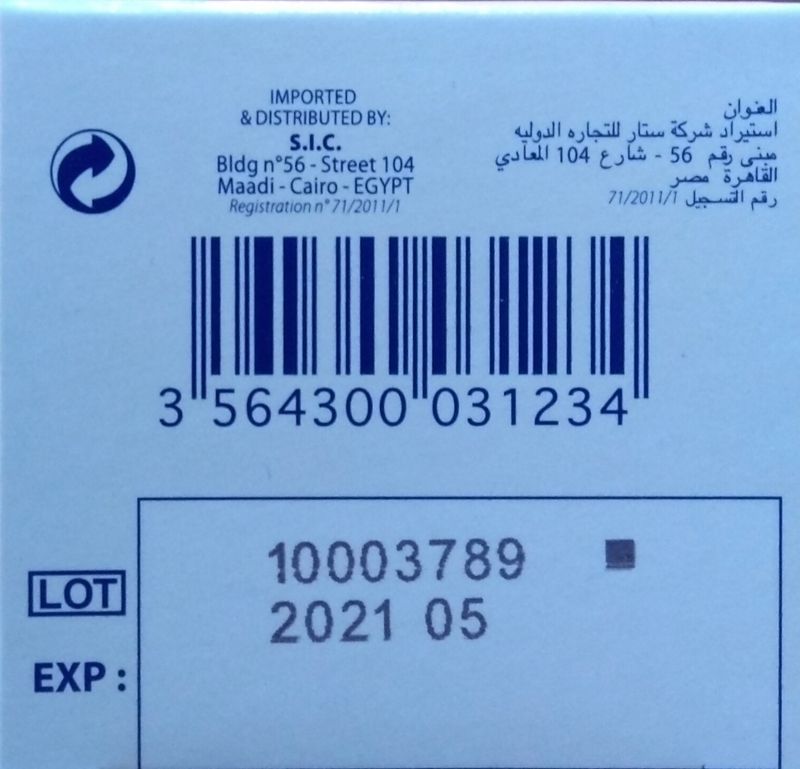 IMPORTED
& DISTRIBUTED BY:
S.I.C.
Bldg n°56 - Street 104
Maadi - Cairo - EGYPT
Registration n° 71/2011/1
العنوان
استيراد شركة ستار للتجاره الدوليه
مبنى رقم 56 - شارع 104 المعادي
القاهرة مصر
رقم التسجيل 71/2011/1
3 564300 031234
10003789
LOT
2021 05
EXP :